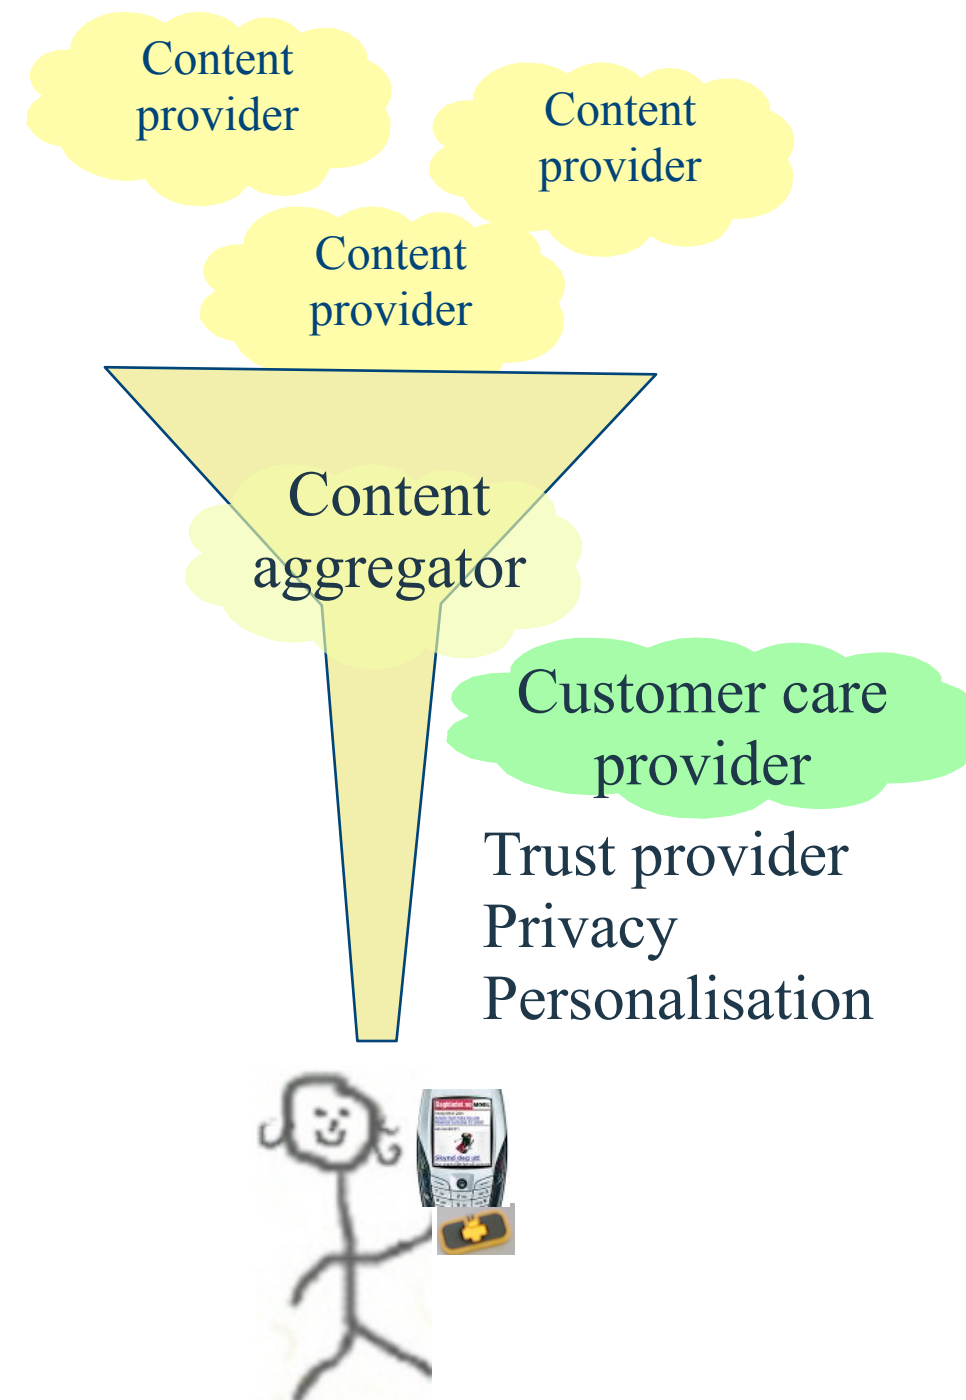 Content
provider
Content
provider
Content
provider
Content
aggregator
Customer care
provider
Trust provider
Privacy
Personalisation